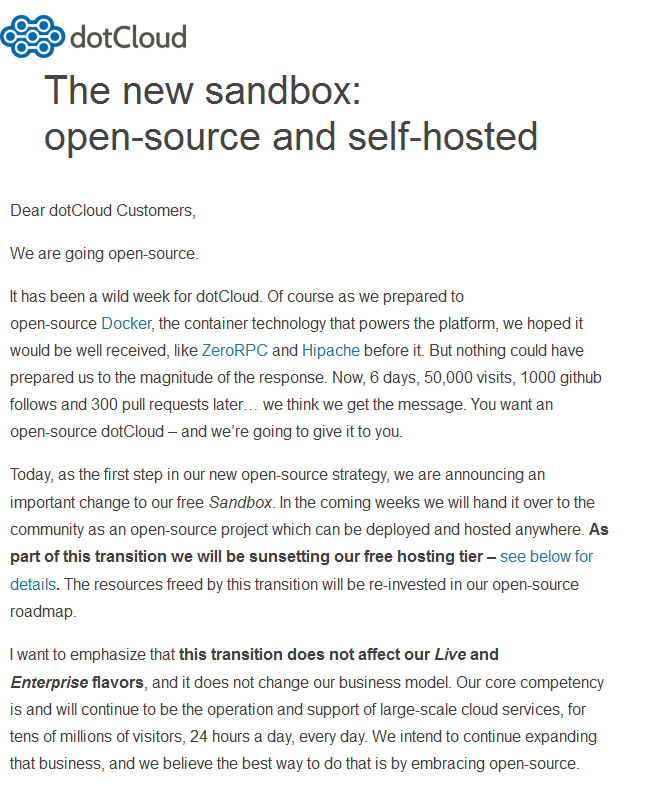 dotCloud
The new sandbox:
open-source and self-hosted
Dear dotCloud Customers,
We are going open-source.
It has been a wild week for dotCloud. Of course as we prepared to
open-source Docker, the container technology that powers the platform, we hoped it
would be well received, like ZeroRPC and Hipache before it. But nothing could have
prepared us to the magnitude of the response. Now, 6 days, 50,000 visits, 1000 github
follows and 300 pull requests later… we think we get the message. You want an
open-source dotCloud – and we're going to give it to you.
Today, as the first step in our new open-source strategy, we are announcing an
important change to our free Sandbox. In the coming weeks we will hand it over to the
community as an open-source project which can be deployed and hosted anywhere. As
part of this transition we will be sunsetting our free hosting tier – see below for
details. The resources freed by this transition will be re-invested in our open-source
roadmap.
I want to emphasize that this transition does not affect our Live and
Enterprise flavors, and it does not change our business model. Our core competency
is and will continue to be the operation and support of large-scale cloud services, for
tens of millions of visitors, 24 hours a day, every day. We intend to continue expanding
that business, and we believe the best way to do that is by embracing open-source.